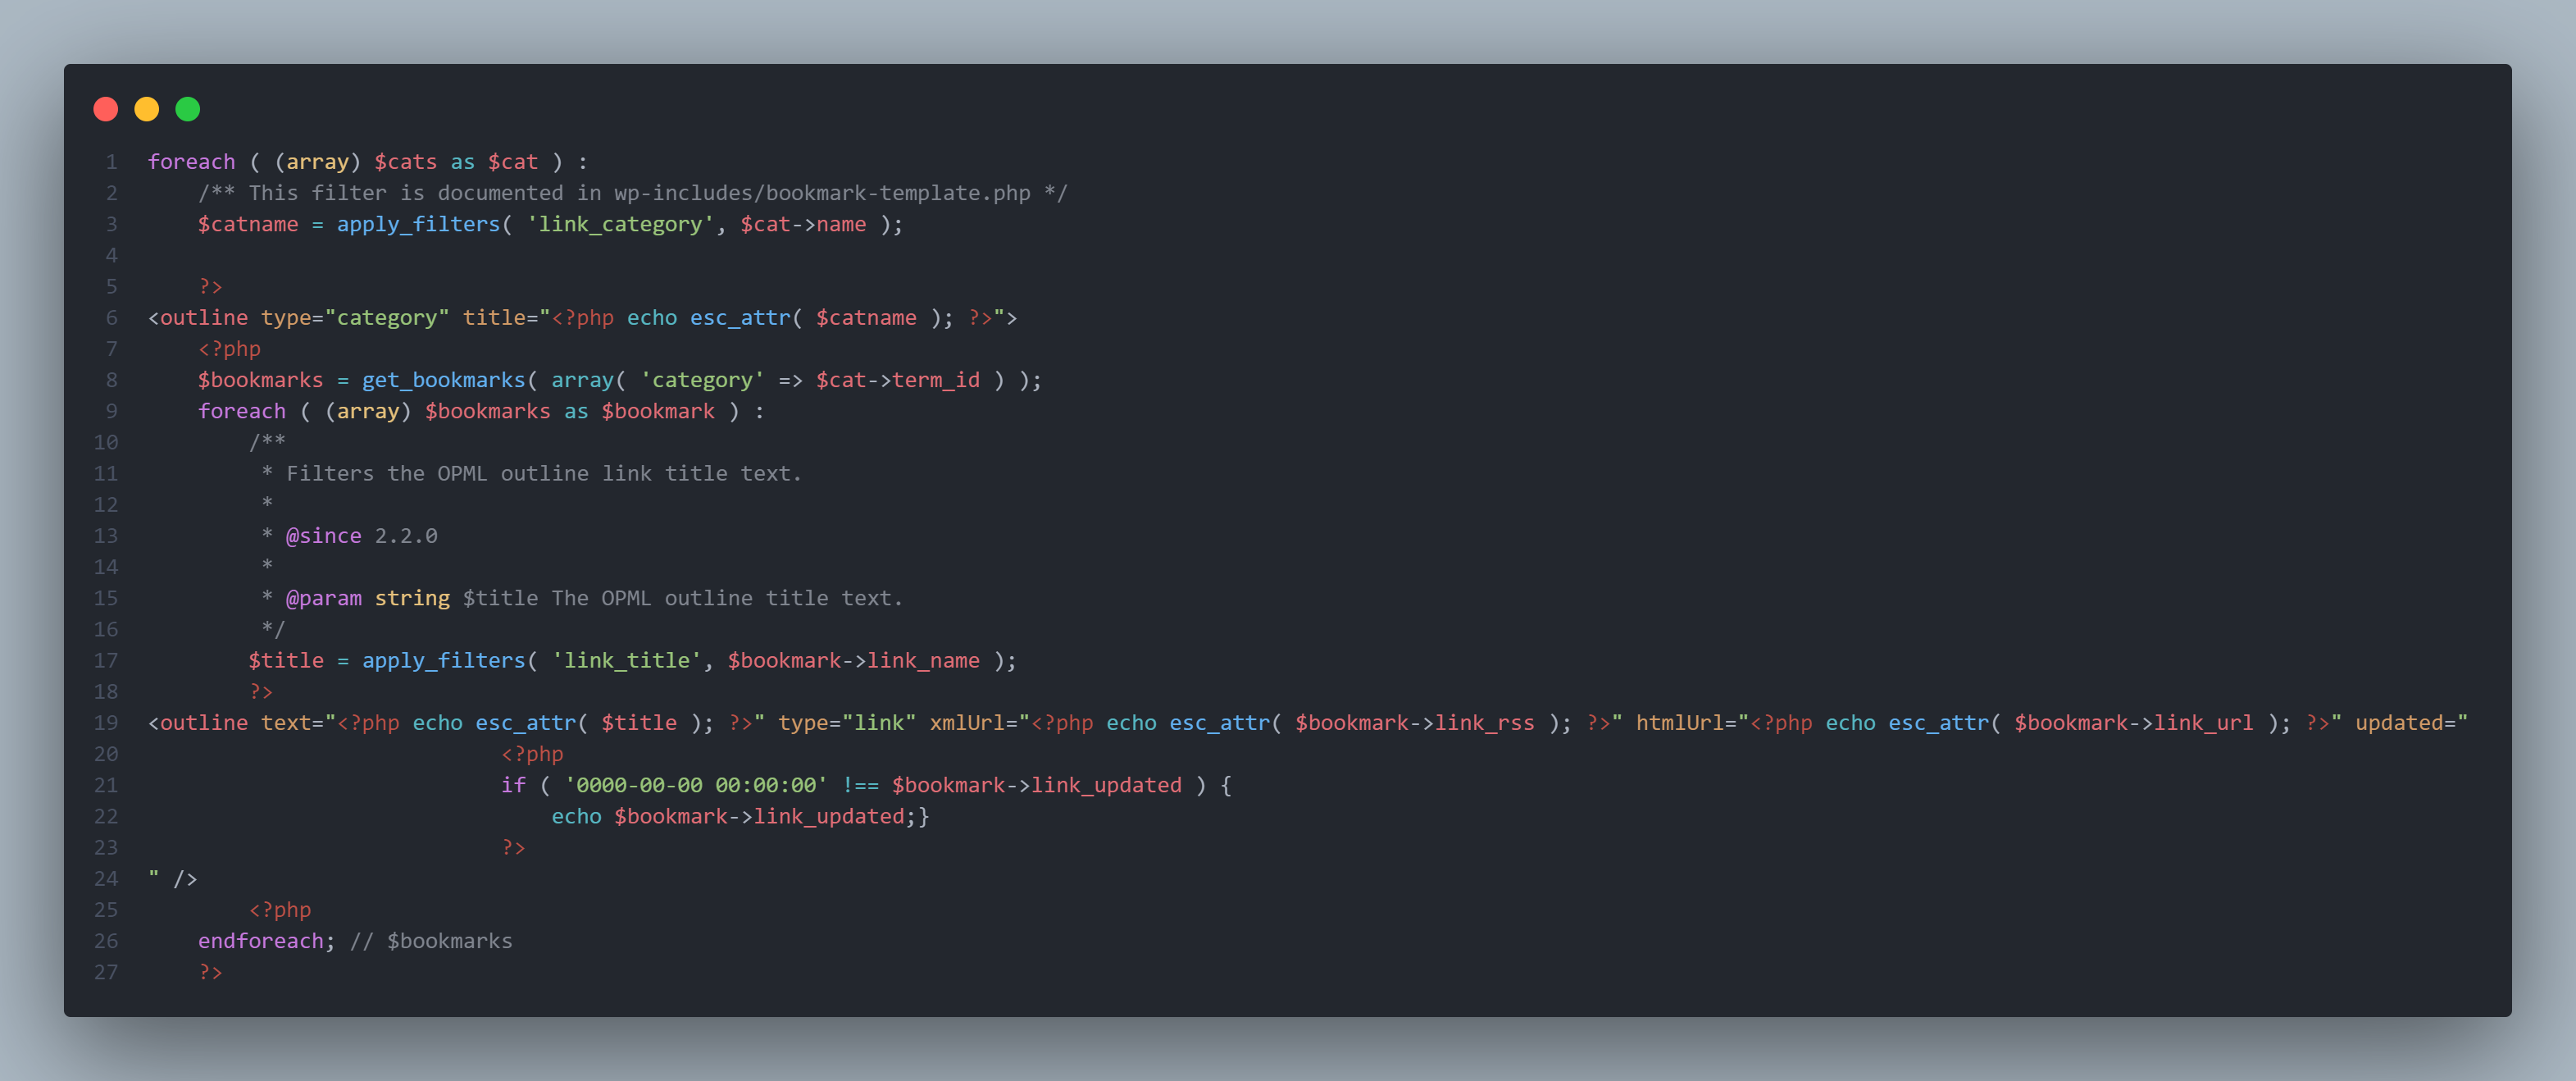 1 foreach ( (array) $cats as $cat ) :
2     /** This filter is documented in wp-includes/bookmark-template.php */
3     $catname = apply_filters( 'link_category', $cat->name );
4
5     ?>
6 <outline type="category" title="<?php echo esc_attr( $catname ); ?>">
7     <?php
8     $bookmarks = get_bookmarks( array( 'category' => $cat->term_id ) );
9     foreach ( (array) $bookmarks as $bookmark ) :
10         /**
11          * Filters the OPML outline link title text.
12          *
13          * @since 2.2.0
14          *
15          * @param string $title The OPML outline title text.
16          */
17         $title = apply_filters( 'link_title', $bookmark->link_name );
18         ?>
19 <outline text="<?php echo esc_attr( $title ); ?>" type="link" xmlUrl="<?php echo esc_attr( $bookmark->link_rss ); ?>" htmlUrl="<?php echo esc_attr( $bookmark->link_url ); ?>" updated="
20                             <?php
21                             if ( '0000-00-00 00:00:00' !== $bookmark->link_updated ) {
22                                 echo $bookmark->link_updated;}
23                             ?>
24 " />
25         <?php
26     endforeach; // $bookmarks
27     ?>